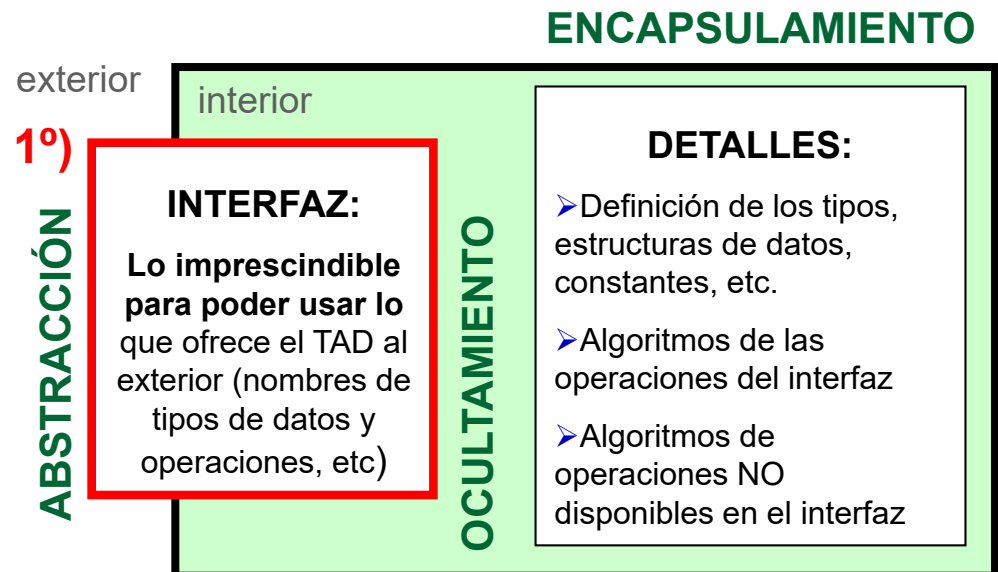 ENCAPSULAMIENTO
exterior
interior
1º)
ABSTRACCIÓN
INTERFAZ:
Lo imprescindible
para poder usar lo
que ofrece el TAD al
exterior (nombres de
tipos de datos y
operaciones, etc)
OCULTAMIENTO
DETALLES:
➢Definición de los tipos,
estructuras de datos,
constantes, etc.
➢Algoritmos de las
operaciones del interfaz
➢Algoritmos de
operaciones NO
disponibles en el interfaz